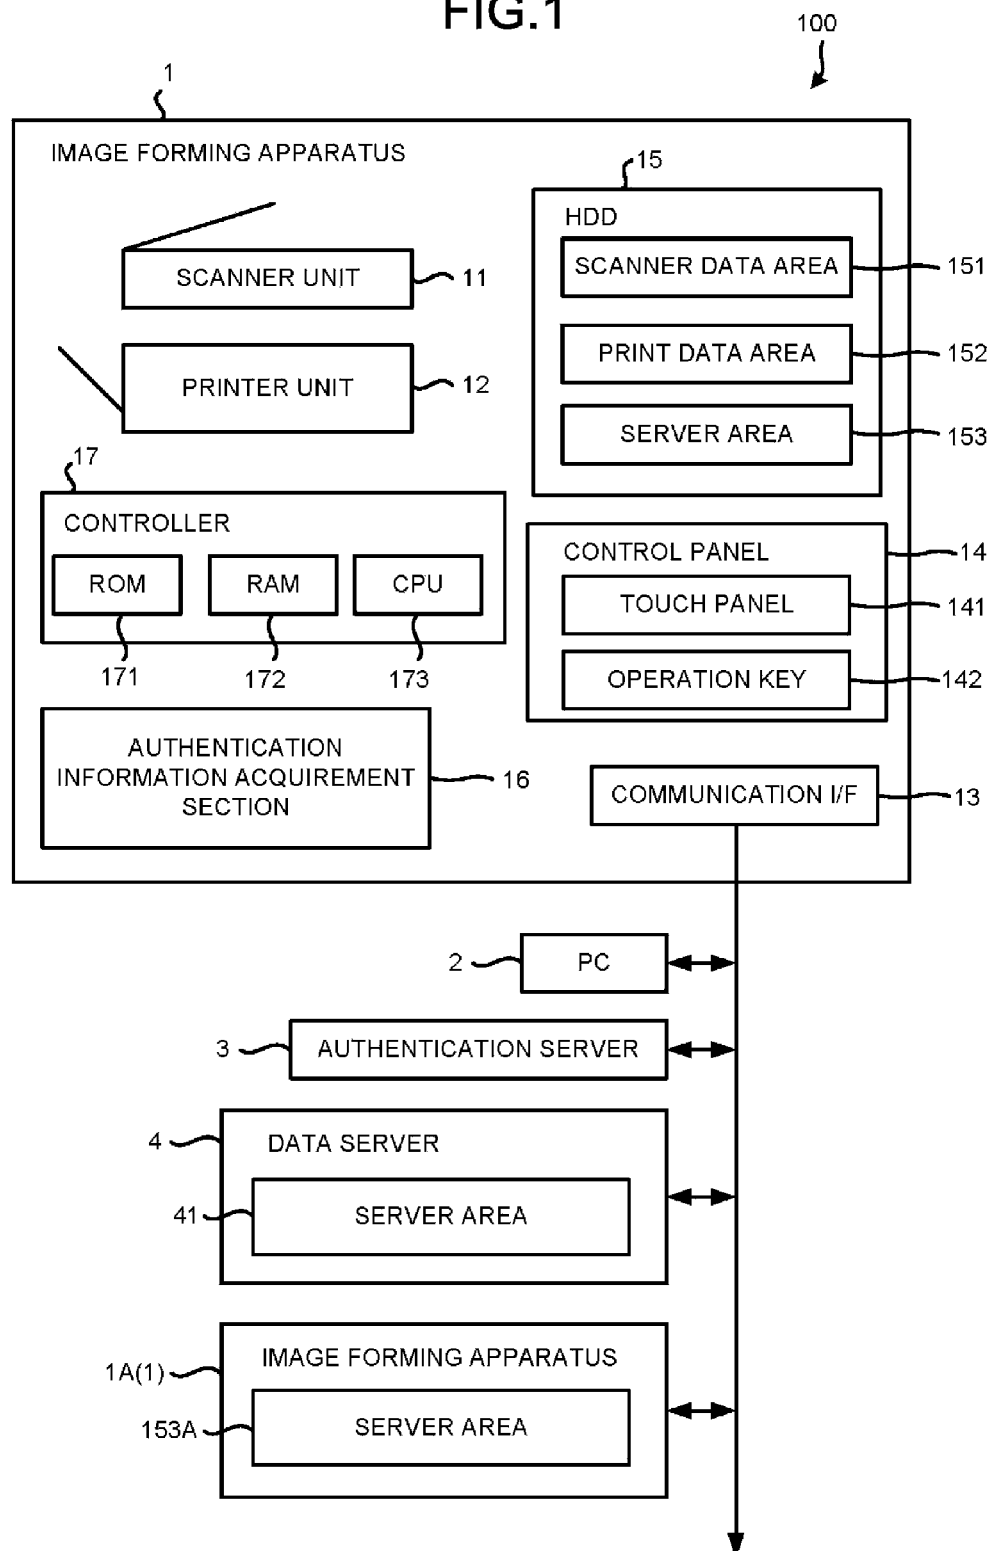 FIG.1
100
1
IMAGE FORMING APPARATUS
15
HDD
SCANNER DATA AREA
151
SCANNER UNIT
11
PRINT DATA AREA
152
PRINTER UNIT
12
SERVER AREA
153
17
CONTROLLER
ROM
RAM
CPU
171
172
173
CONTROL PANEL
14
TOUCH PANEL
141
OPERATION KEY
142
AUTHENTICATION
INFORMATION ACQUIREMENT
SECTION
16
COMMUNICATION I/F
13
2
PC
3
AUTHENTICATION SERVER
4
DATA SERVER
41
SERVER AREA
1A(1)
IMAGE FORMING APPARATUS
153A
SERVER AREA